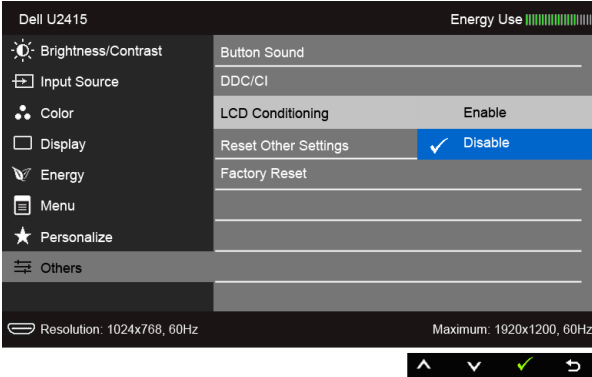 Dell U2415 Energy Use
Brightness/Contrast Button Sound
Input Source DDC/CI
Color LCD Conditioning Enable
Display Reset Other Settings Disable
Energy Factory Reset
Menu
Personalize
Others
Resolution: 1024x768, 60Hz Maximum: 1920x1200, 60Hz